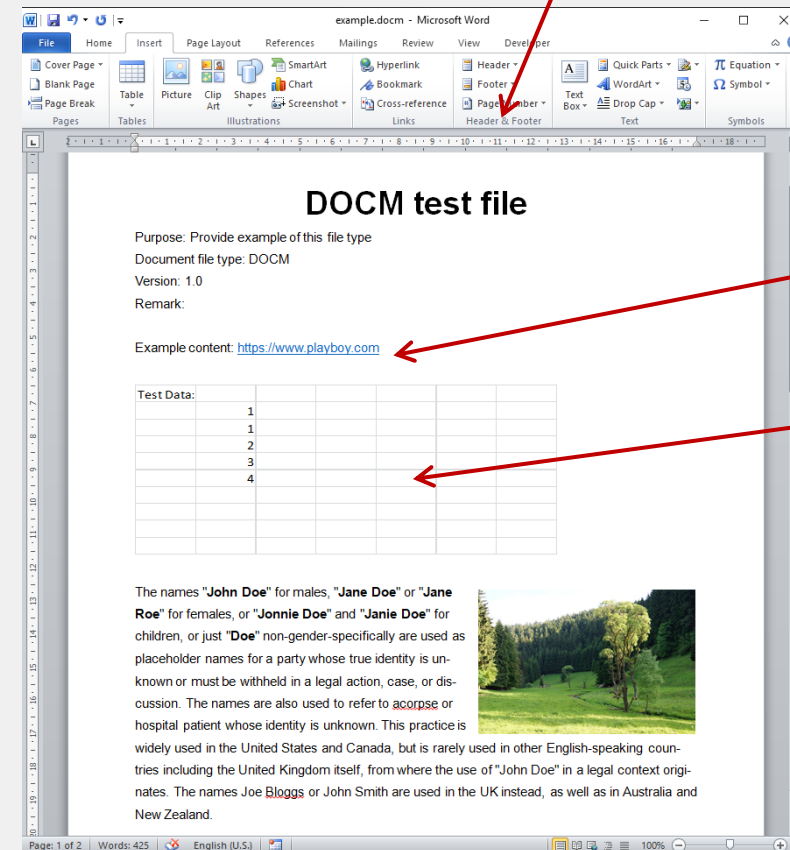 example.docm - Microsoft Word
File Home Insert Page Layout References Mailings Review View Developer
Cover Page
Blank Page
Page Break
Pages
Table
Tables
Picture
Clip Art
Shapes
SmartArt
Chart
Screenshot
Illustrations
Hyperlink
Bookmark
Cross-reference
Links
Header
Footer
Header & Footer
Text Box
Quick Parts
WordArt
Drop Cap
Text
Equation
Symbol
Symbols
DOCM test file
Purpose: Provide example of this file type
Document file type: DOCM
Version: 1.0
Remark:
Example content: https://www.playboy.com
Test Data:
1
1
2
3
4
The names "John Doe" for males, "Jane Doe" or "Jane
Roe" for females, or "Jonnie Doe" and "Janie Doe" for
children, or just "Doe" non-gender-specifically are used as
placeholder names for a party whose true identity is un-
known or must be withheld in a legal action, case, or dis-
cussion. The names are also used to refer to acorpse or
hospital patient whose identity is unknown. This practice is
widely used in the United States and Canada, but is rarely used in other English-speaking coun-
tries including the United Kingdom itself, from where the use of "John Doe" in a legal context origi-
nates. The names Joe Bloggs or John Smith are used in the UK instead, as well as in Australia and
New Zealand.
Page: 1 of 2 Words: 425 English (U.S.) 100%